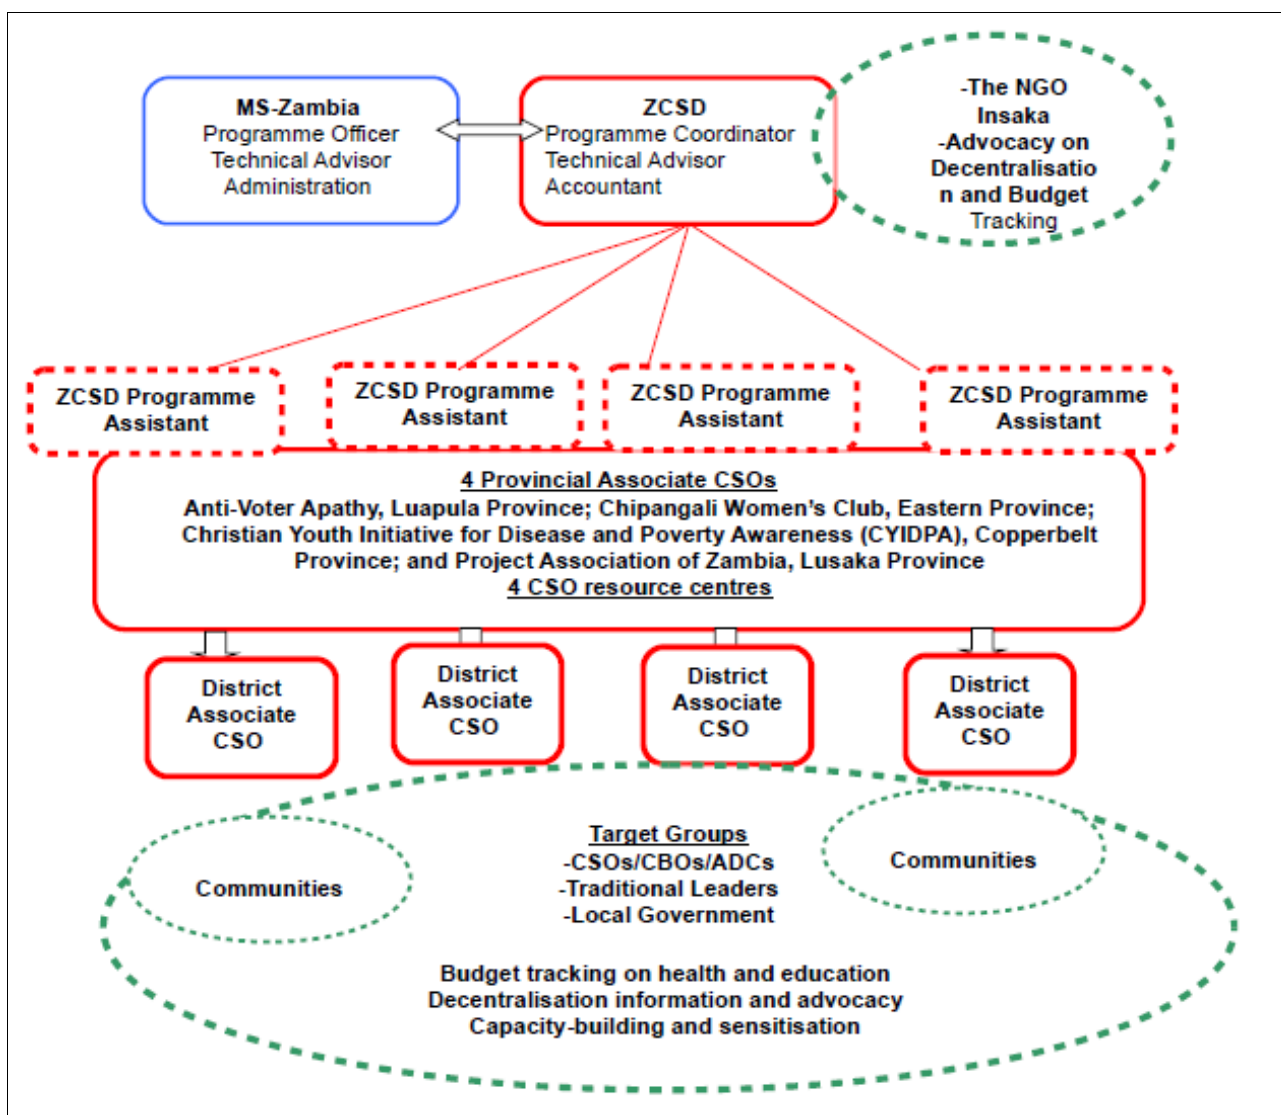 MS-Zambia
Programme Officer
Technical Advisor
Administration
ZCSD
Programme Coordinator
Technical Advisor
Accountant
-The NGO
Insaka
-Advocacy on
Decentralisatio
n and Budget
Tracking
ZCSD Programme
Assistant
ZCSD Programme
Assistant
ZCSD Programme
Assistant
ZCSD Programme
Assistant
4 Provincial Associate CSOs
Anti-Voter Apathy, Luapula Province; Chipangali Women's Club, Eastern Province;
Christian Youth Initiative for Disease and Poverty Awareness (CYIDPA), Copperbelt
Province; and Project Association of Zambia, Lusaka Province
4 CSO resource centres
District
Associate
CSO
District
Associate
CSO
District
Associate
CSO
District
Associate
CSO
Communities
Target Groups
-CSOs/CBOs/ADCs
-Traditional Leaders
-Local Government
Communities
Budget tracking on health and education
Decentralisation information and advocacy
Capacity-building and sensitisation